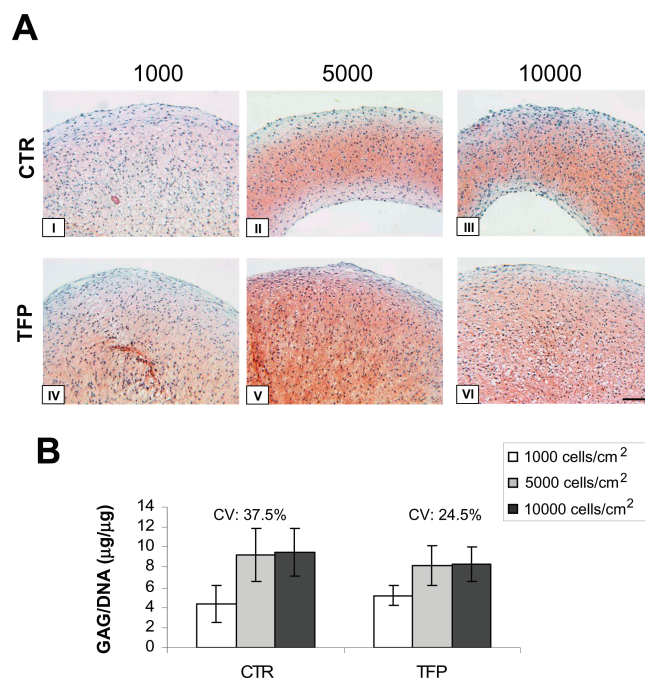 A
1000 5000 10000
CTR
I II III
TFP
IV V VI
B
1000 cells/cm²
5000 cells/cm²
10000 cells/cm²
GAG/DNA (µg/µg)
14
12
10
8
6
4
2
0
CV: 37.5% CV: 24.5%
CTR TFP